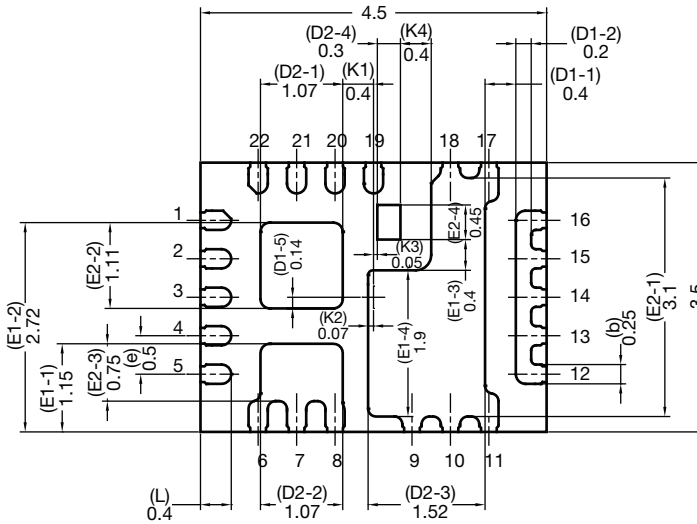 4.5
(D2-4)
0.3
(K4)
0.4
(D1-2)
0.2
(D2-1)
1.07
(K1)
0.4
(D1-1)
0.4
22
21
20
19
18
17
1
2
3
4
5
16
15
14
13
12
(E2-4)
0.45
(D1-5)
0.14
(K3)
0.05
(E1-3)
0.4
(K2)
0.07
(E1-4)
1.9
(E1-2)
2.72
(E2-2)
1.11
(E1-1)
1.15
(E2-3)
0.75
(e)
0.5
(b)
0.25
(E2-1)
3.1
3.5
6
7
8
9
10
11
(L)
0.4
(D2-2)
1.07
(D2-3)
1.52